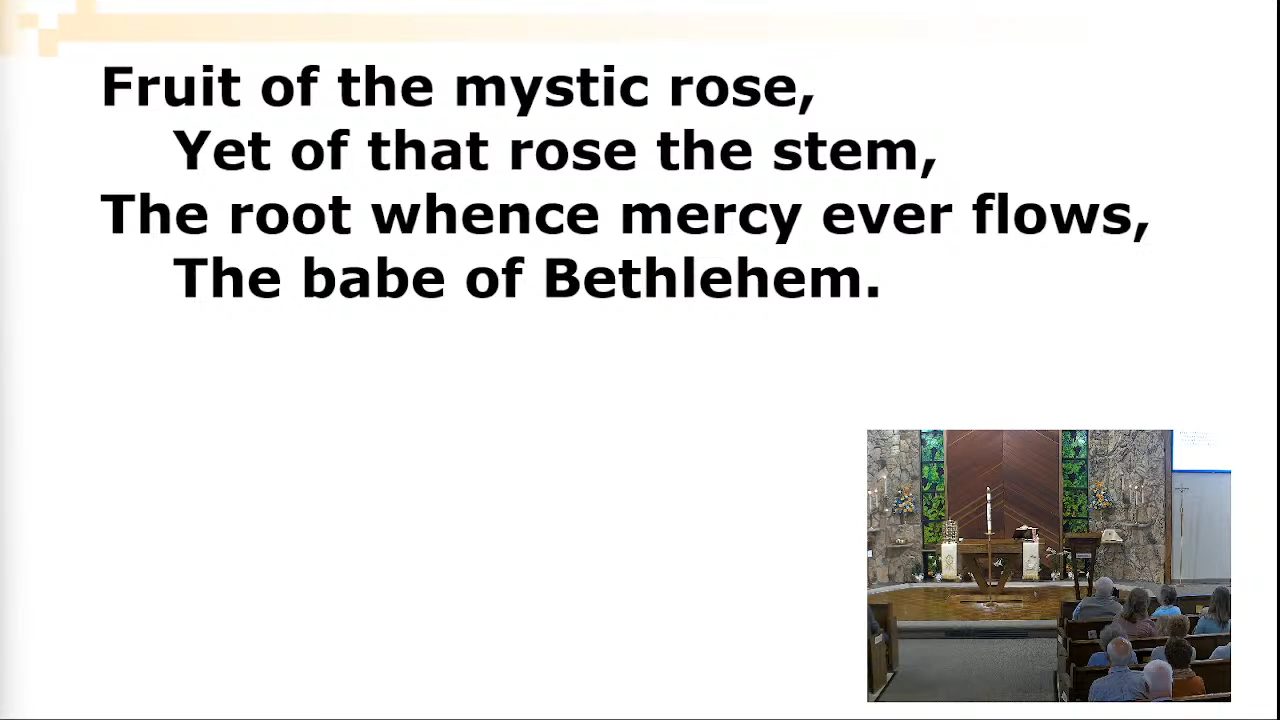 Fruit of the mystic rose,
Yet of that rose the stem,
The root whence mercy ever flows,
The babe of Bethlehem.